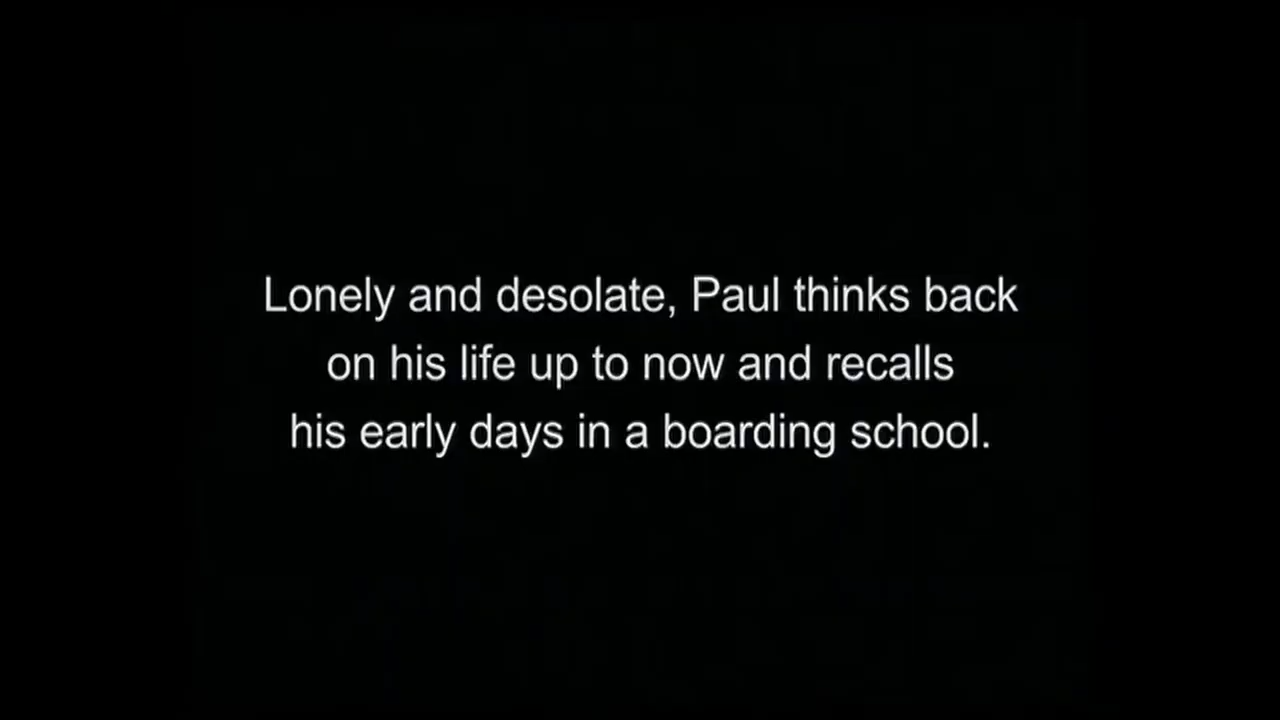 Lonely and desolate, Paul thinks back
on his life up to now and recalls
his early days in a boarding school.